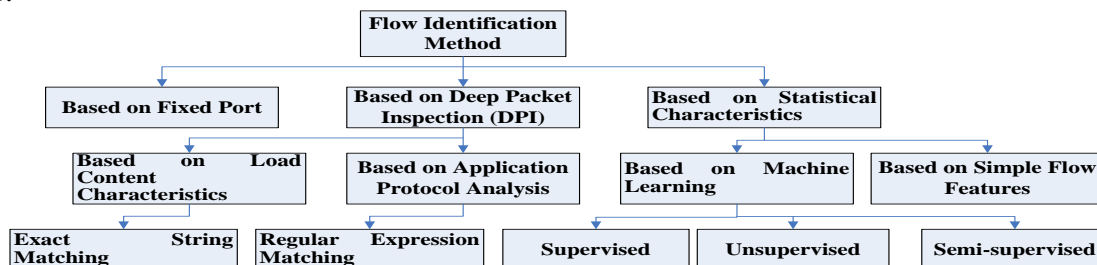 Flow Identification
Method
Based on Fixed Port
Based on Deep Packet
Inspection (DPI)
Based on Statistical
Characteristics
Based on Load
Content
Characteristics
Based on Application
Protocol Analysis
Based on Machine
Learning
Based on Simple Flow
Features
Exact String
Matching
Regular Expression
Matching
Supervised
Unsupervised
Semi-supervised